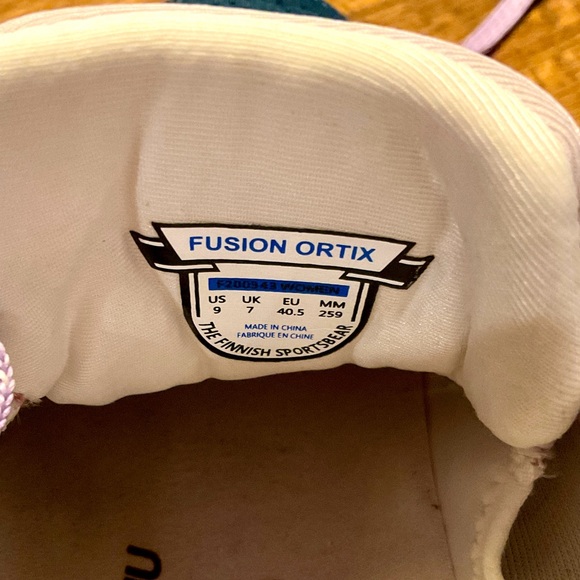 FUSION ORTIX
F200343 WOMEN
US UK EU MM
9 7 40.5 259
MADE IN CHINA
FABRIQUE EN CHINE
THE FINNISH SPORTSBEAR